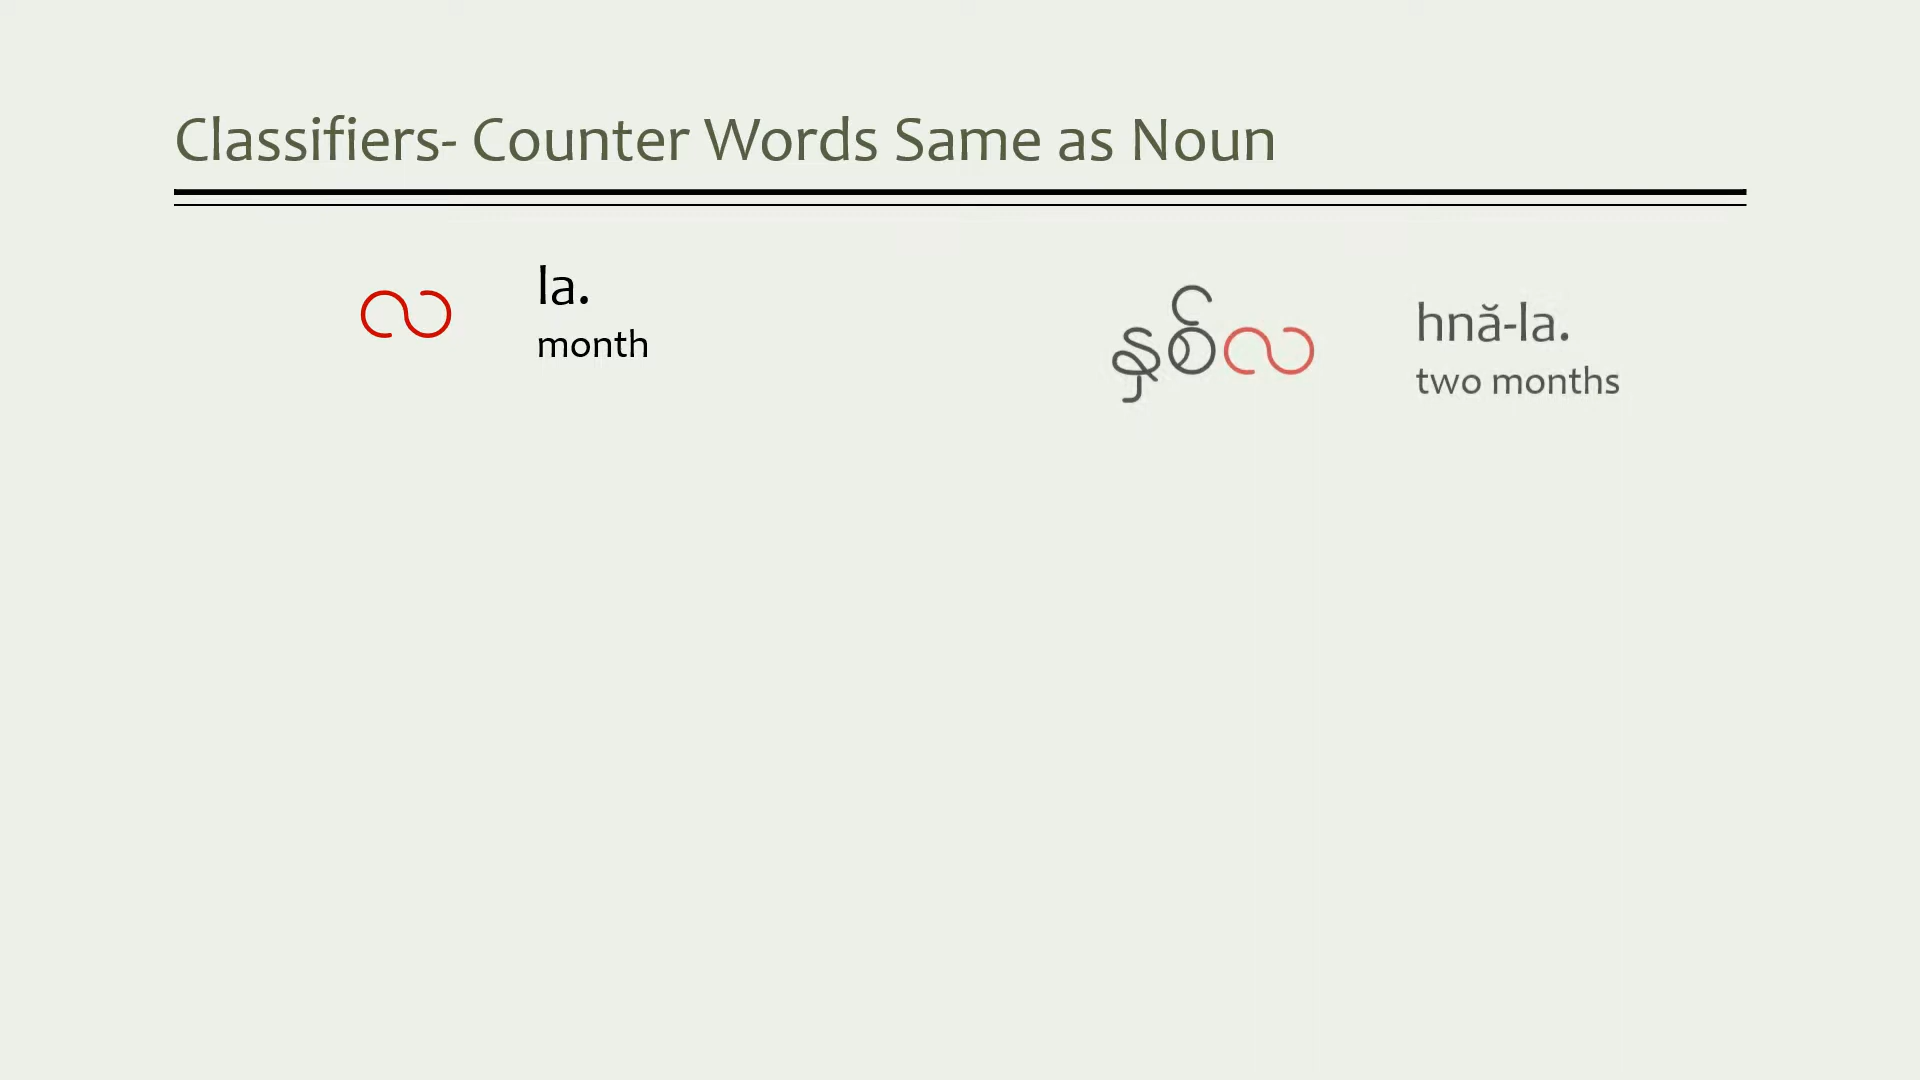 Classifiers- Counter Words Same as Noun
လ
la.
month
နှစ်လ
hnă-la.
two months